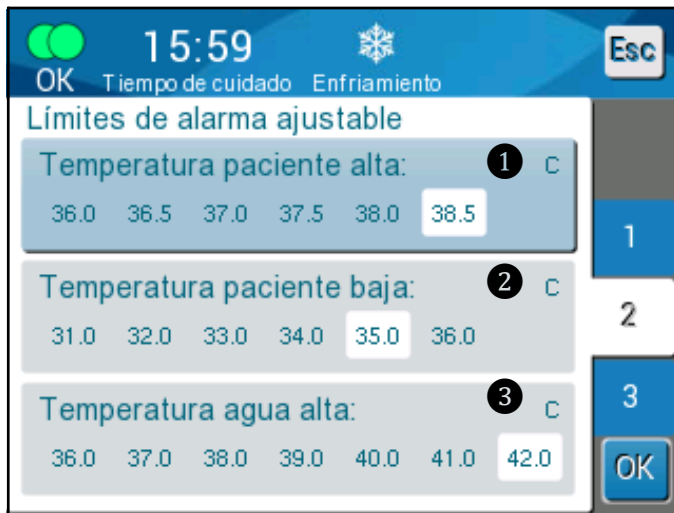 15:59
OK Tiempo de cuidado Enfriamiento
Esc
Límites de alarma ajustable
Temperatura paciente alta: 1 C
36.0 36.5 37.0 37.5 38.0 38.5
1
Temperatura paciente baja: 2 C
31.0 32.0 33.0 34.0 35.0 36.0
2
Temperatura agua alta: 3 C
36.0 37.0 38.0 39.0 40.0 41.0 42.0
3
OK